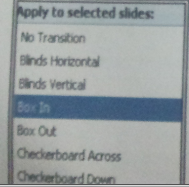 Apply to selected slides:
No Transition
Blinds Horizontal
Blinds Vertical
Box In
Box Out
Checkerboard Across
Checkerboard Down